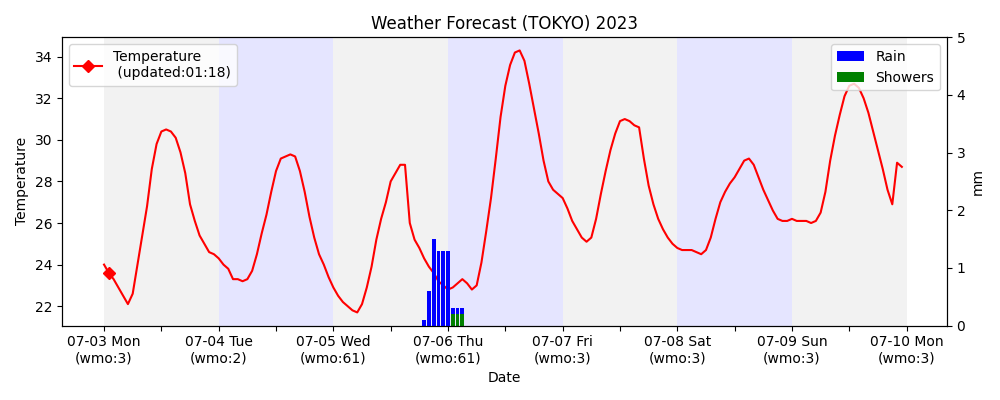 Weather Forecast (TOKYO) 2023
Temperature
(updated:01:18)
Rain
Showers
Temperature
34
32
30
28
26
24
22
5
4
3
2
1
0
mm
07-03 Mon
(wmo:3)
07-04 Tue
(wmo:2)
07-05 Wed
(wmo:61)
07-06 Thu
(wmo:61)
07-07 Fri
(wmo:3)
07-08 Sat
(wmo:3)
07-09 Sun
(wmo:3)
07-10 Mon
(wmo:3)
Date